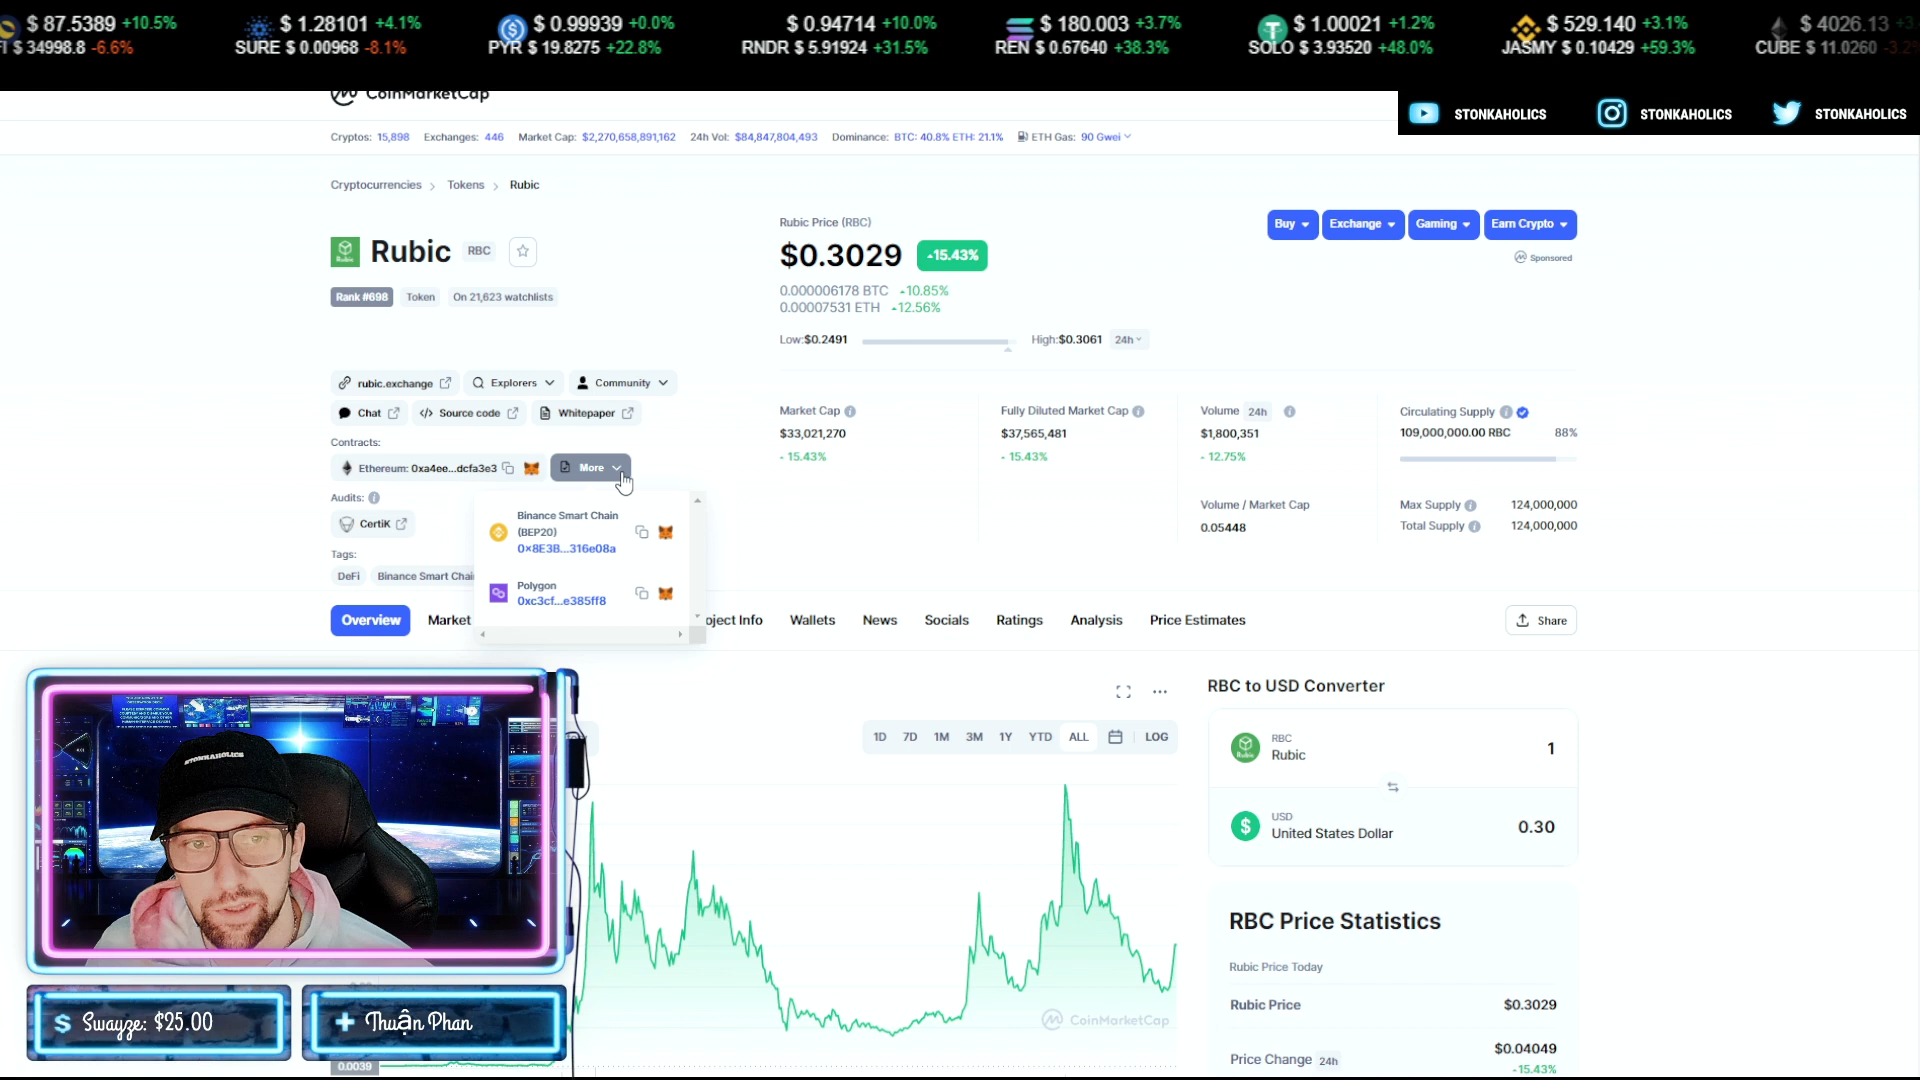 $ 87.5389 +10.5% $ 1.28101 +4.1% $ 0.99939 +0.0% $ 0.94714 +10.0% $ 180.003 +3.7% $ 1.00021 +1.2% $ 529.140 +3.1% $ 4026.13
$ 34998.8 -6.6% SURE $ 0.00968 -8.1% PYR $ 19.8275 +22.8% RNDR $ 5.91924 +31.5% REN $ 0.67640 +38.3% SOLO $ 3.93520 +48.0% JASMY $ 0.10429 +59.3% CUBE $ 11.0260 -3.2%
CoinMarketCap
STONKAHOLICS STONKAHOLICS STONKAHOLICS
Cryptos: 15,898 Exchanges: 446 Market Cap: $2,270,658,891,162 24h Vol: $84,847,804,493 Dominance: BTC: 40.8% ETH: 21.1% ETH Gas: 90 Gwei
Cryptocurrencies > Tokens > Rubic
Rubic RBC
Rank #698 Token On 21,623 watchlists
Rubic Price (RBC)
$0.3029 15.43%
0.000006178 BTC 10.85%
0.00007531 ETH 12.56%
Low:$0.2491 High:$0.3061 24h
Buy Exchange Gaming Earn Crypto
Sponsored
rubic.exchange Explorers Community
Chat </> Source code Whitepaper
Contracts:
Ethereum: 0xa4ee...dcfa3e3 More
Audits:
CertiK
Tags:
DeFi Binance Smart Chai
Binance Smart Chain
(BEP20)
0x8E3B...316e08a
Polygon
0xc3cf...e385ff8
Market Cap
$33,021,270
- 15.43%
Fully Diluted Market Cap
$37,565,481
- 15.43%
Volume 24h
$1,800,351
- 12.75%
Volume / Market Cap
0.05448
Circulating Supply
109,000,000.00 RBC 88%
Max Supply 124,000,000
Total Supply 124,000,000
Overview Market oject Info Wallets News Socials Ratings Analysis Price Estimates Share
1D 7D 1M 3M 1Y YTD ALL LOG
RBC to USD Converter
RBC
Rubic 1
USD
United States Dollar 0.30
RBC Price Statistics
Rubic Price Today
Rubic Price $0.3029
Price Change 24h $0.04049
-15.43%
CoinMarketCap
STONKAHOLICS
$ Swayze: $25.00
+ Thuận Phan
0.0039